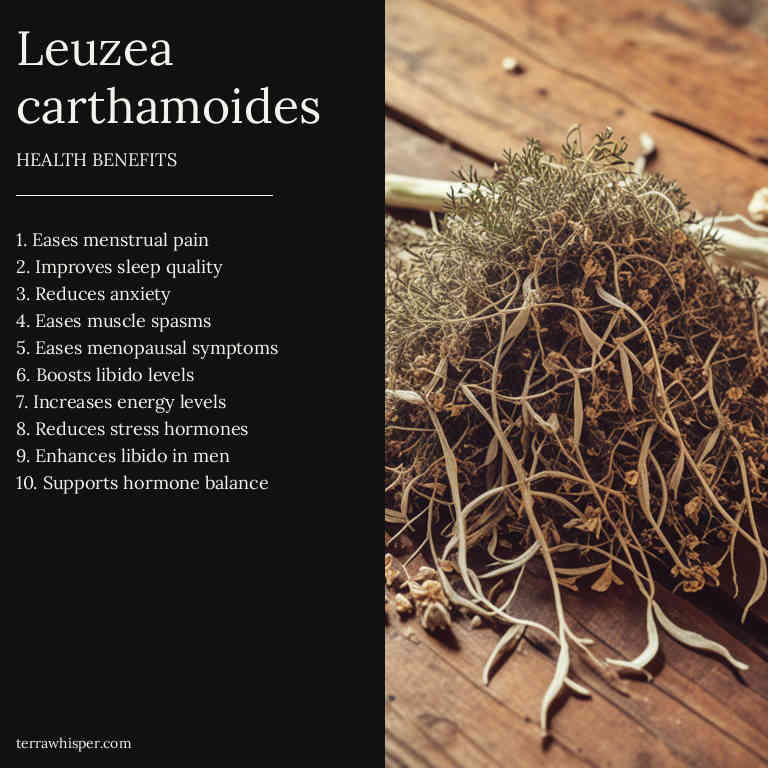 Leuzea
carthamoides
HEALTH BENEFITS
1. Eases menstrual pain
2. Improves sleep quality
3. Reduces anxiety
4. Eases muscle spasms
5. Eases menopausal symptoms
6. Boosts libido levels
7. Increases energy levels
8. Reduces stress hormones
9. Enhances libido in men
10. Supports hormone balance
terrawhisper.com